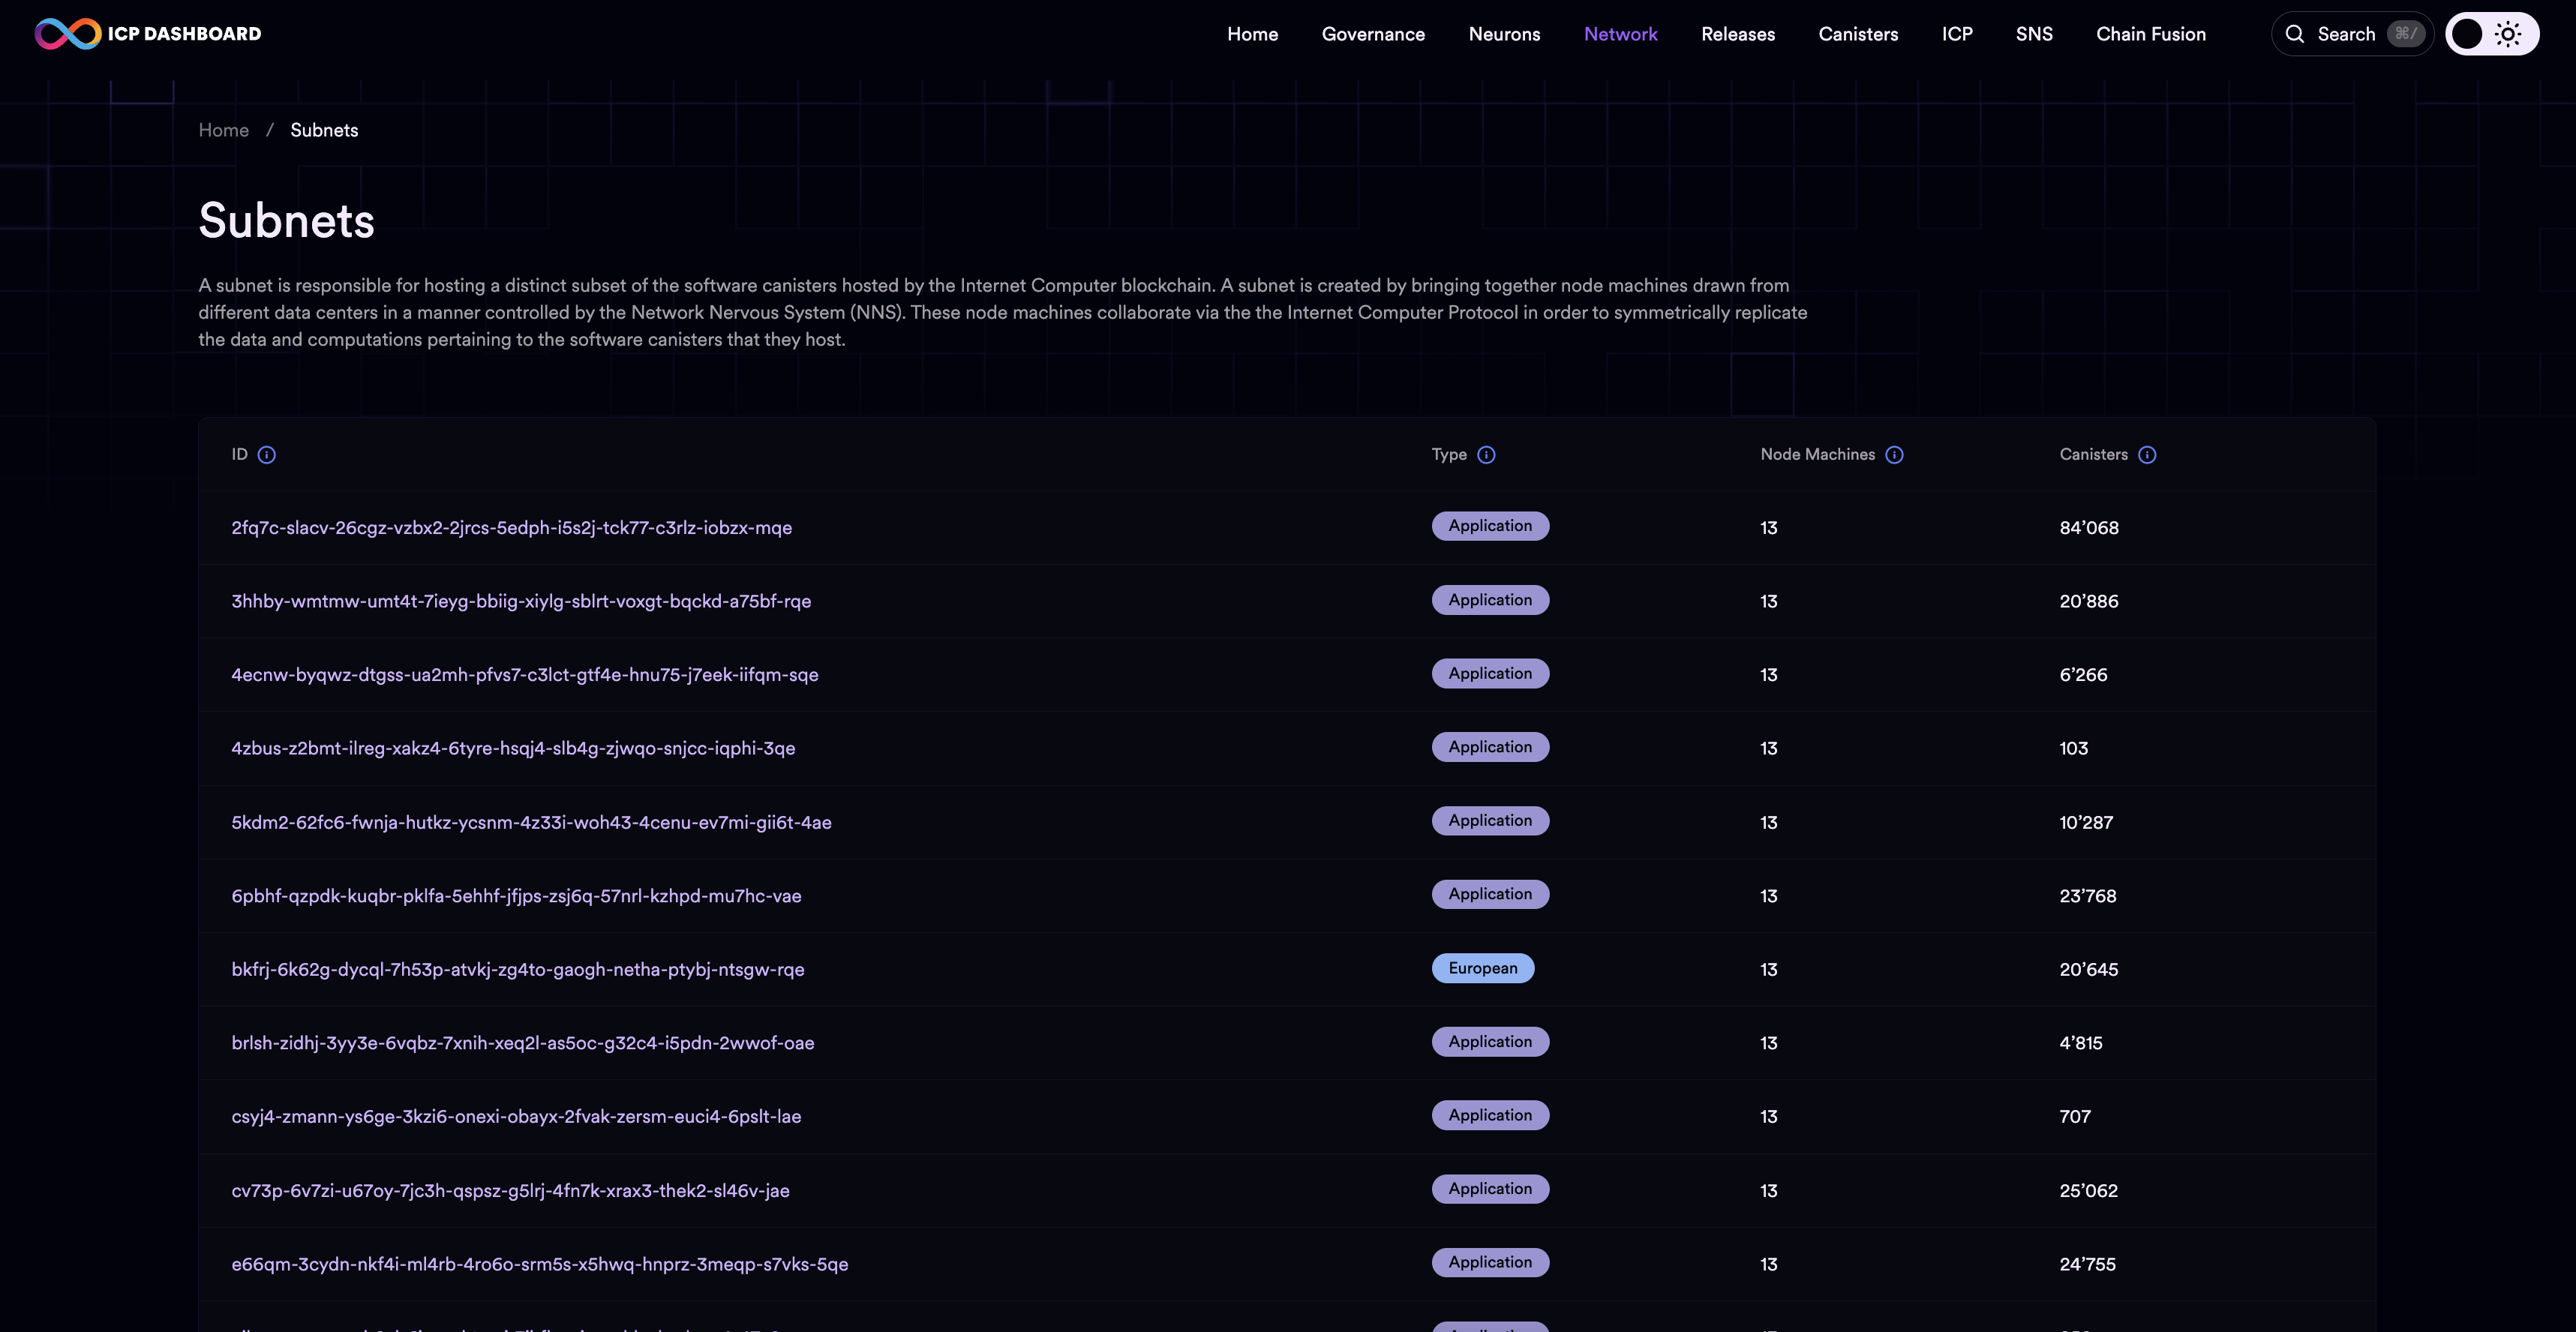 ICP DASHBOARD
Home Governance Neurons Network Releases Canisters ICP SNS Chain Fusion Search ⌘/
Home / Subnets
Subnets
A subnet is responsible for hosting a distinct subset of the software canisters hosted by the Internet Computer blockchain. A subnet is created by bringing together node machines drawn from
different data centers in a manner controlled by the Network Nervous System (NNS). These node machines collaborate via the the Internet Computer Protocol in order to symmetrically replicate
the data and computations pertaining to the software canisters that they host.
ID Type Node Machines Canisters
2fq7c-slacv-26cgz-vzbx2-2jrcs-5edph-i5s2j-tck77-c3rlz-iobzx-mqe Application 13 84’068
3hhby-wmtmw-umt4t-7ieyg-bbiig-xiylg-sblrt-voxgt-bqckd-a75bf-rqe Application 13 20’886
4ecnw-byqwz-dtgss-ua2mh-pfvs7-c3lct-gtf4e-hnu75-j7eek-iifqm-sqe Application 13 6’266
4zbus-z2bmt-ilreg-xakz4-6tyre-hsqj4-slb4g-zjwqo-snjcc-iqphi-3qe Application 13 103
5kdm2-62fc6-fwnja-hutkz-ycsnm-4z33i-woh43-4cenu-ev7mi-gii6t-4ae Application 13 10’287
6pbhf-qzpdk-kuqbr-pklfa-5ehhf-jfjps-zsj6q-57nrl-kzhpd-mu7hc-vae Application 13 23’768
bkfrj-6k62g-dycql-7h53p-atvkj-zg4to-gaogh-netha-ptybj-ntsgw-rqe European 13 20’645
brlsh-zidhj-3yy3e-6vqbz-7xnih-xeq2l-as5oc-g32c4-i5pdn-2wwof-oae Application 13 4’815
csyj4-zmann-ys6ge-3kzi6-onexi-obayx-2fvak-zersm-euci4-6pslt-lae Application 13 707
cv73p-6v7zi-u67oy-7jc3h-qspsz-g5lrj-4fn7k-xrax3-thek2-sl46v-jae Application 13 25’062
e66qm-3cydn-nkf4i-ml4rb-4ro6o-srm5s-x5hwq-hnprz-3meqp-s7vks-5qe Application 13 24’755